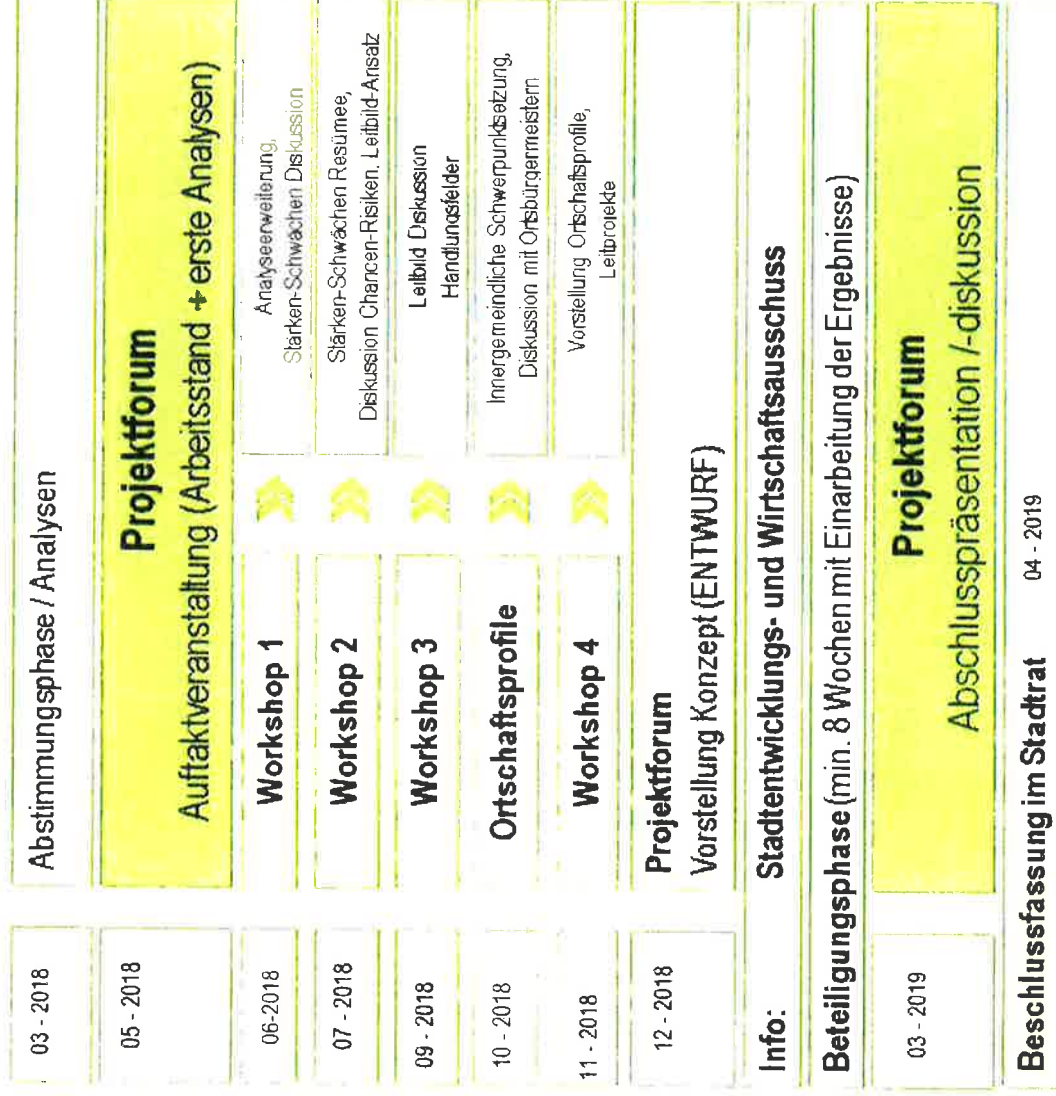 03 - 2018
Abstimmungsphase / Analysen
05 - 2018
Projektforum
Auftaktveranstaltung (Arbeitsstand + erste Analysen)
06-2018
Workshop 1
Analyseerweiterung,
Stärken-Schwächen Diskussion
07 - 2018
Workshop 2
Stärken-Schwächen Resümee,
Diskussion Chancen-Risiken, Leitbild-Ansatz
09 - 2018
Workshop 3
Leitbild Diskussion
Handlungsfelder
10 - 2018
Ortschaftsprofile
Innergemeindliche Schwerpunktsetzung,
Diskussion mit Ortsbürgermeistern
11 - 2018
Workshop 4
Vorstellung Ortschaftsprofile,
Leitprojekte
12 - 2018
Projektforum
Vorstellung Konzept (ENTWURF)
Info: Stadtentwicklungs- und Wirtschaftsausschuss
Beteiligungsphase (min. 8 Wochen mit Einarbeitung der Ergebnisse)
03 - 2019
Projektforum
Abschlusspräsentation /-diskussion
Beschlussfassung im Stadtrat 04 - 2019